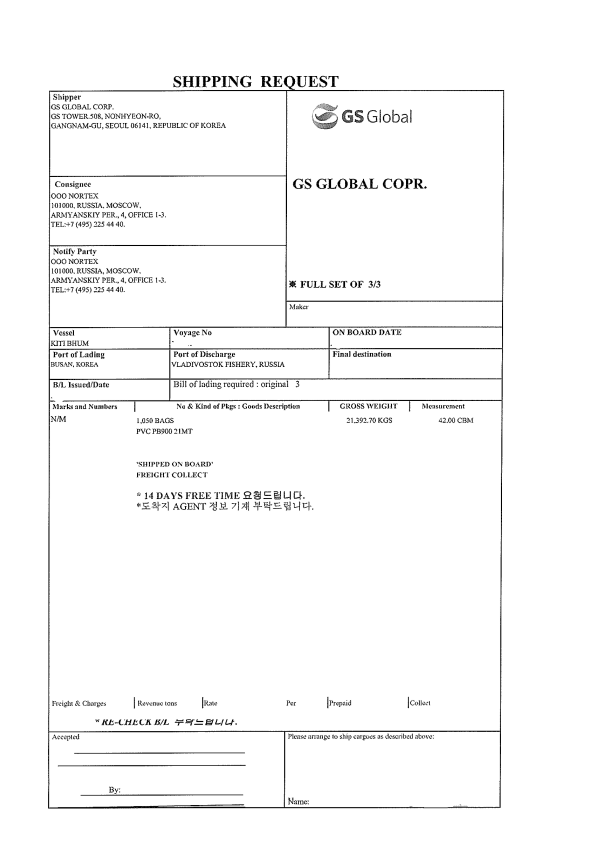 SHIPPING REQUEST
Shipper
GS GLOBAL CORP.
GS TOWER 508, NONHYEON-RO,
GANGNAM-GU, SEOUL 06141, REPUBLIC OF KOREA
GS Global
Consignee
OOO NORTEX
101000, RUSSIA, MOSCOW,
ARMYANSKIY PER., 4, OFFICE 1-3.
TEL:+7 (495) 225 44 40.
GS GLOBAL COPR.
Notify Party
OOO NORTEX
101000, RUSSIA, MOSCOW,
ARMYANSKIY PER., 4, OFFICE 1-3.
TEL:+7 (495) 225 44 40.
※ FULL SET OF 3/3
Maker
Vessel Voyage No ON BOARD DATE
KITI BHUM
Port of Lading Port of Discharge Final destination
BUSAN, KOREA VLADIVOSTOK FISHERY, RUSSIA
B/L Issued/Date Bill of lading required : original 3
Marks and Numbers No & Kind of Pkgs : Goods Description GROSS WEIGHT Measurement
N/M 1,050 BAGS 21,392.70 KGS 42.00 CBM
PVC PB900 21MT
'SHIPPED ON BOARD'
FREIGHT COLLECT
* 14 DAYS FREE TIME 요청드립니다.
*도착지 AGENT 정보 기재 부탁드립니다.
Freight & Charges Revenue tons Rate Per Prepaid Collect
* RE-CHECK B/L 부탁드립니다.
Accepted Please arrange to ship cargoes as described above:
By:
Name: